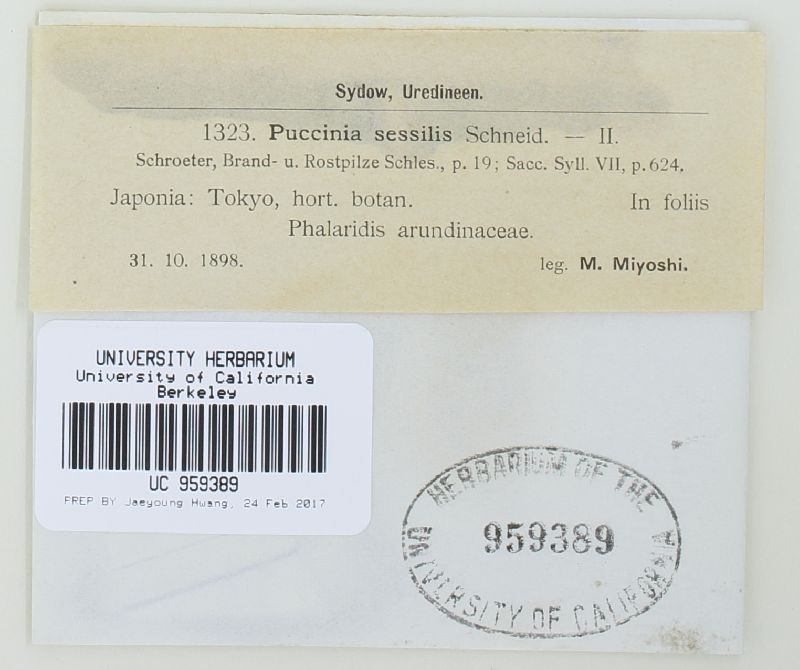 Sydow, Uredineen.
1323. Puccinia sessilis Schneid. — II.
Schroeter, Brand- u. Rostpilze Schles., p. 19; Sacc. Syll. VII, p. 624.
Japonia: Tokyo, hort. botan. In foliis
Phalaridis arundinaceae.
31. 10. 1898. leg. M. Miyoshi.
UNIVERSITY HERBARIUM
University of California
Berkeley
UC 959389
PREP BY Jaeyoung Hwang, 24 Feb 2017
HERBARIUM OF THE
959389
UNIVERSITY OF CALIFORNIA